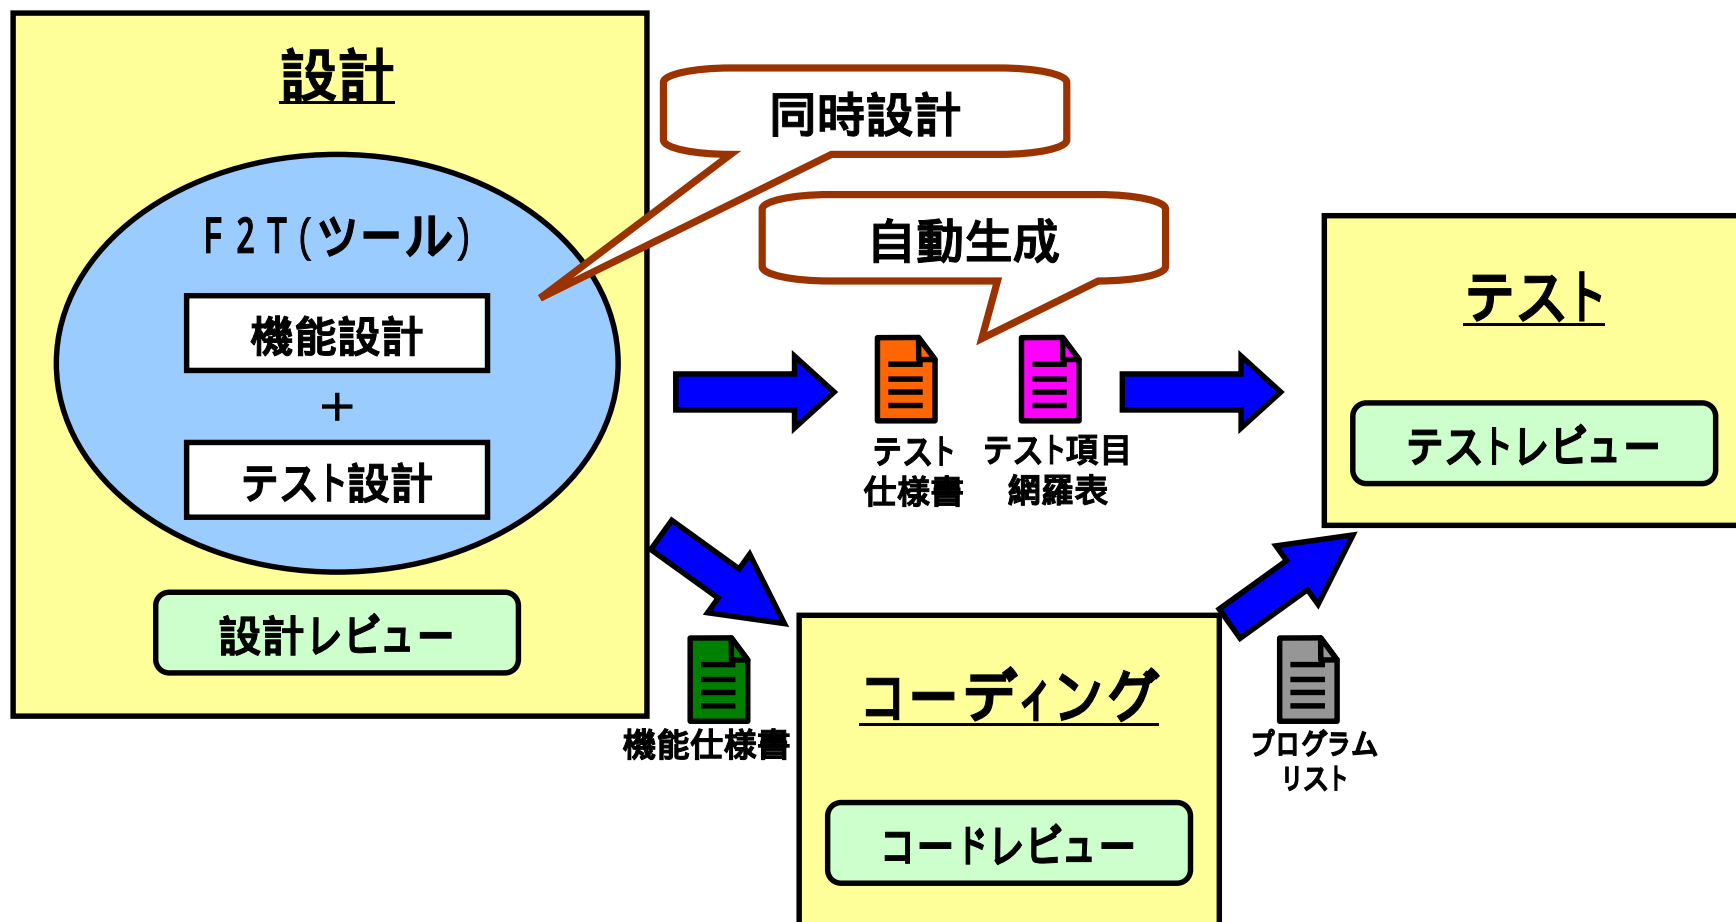 設計
同時設計
F2T(ツール)
自動生成
機能設計
+
テスト設計
設計レビュー
テスト
仕様書
テスト項目
網羅表
テスト
テストレビュー
機能仕様書
コーディング
コードレビュー
プログラム
リスト